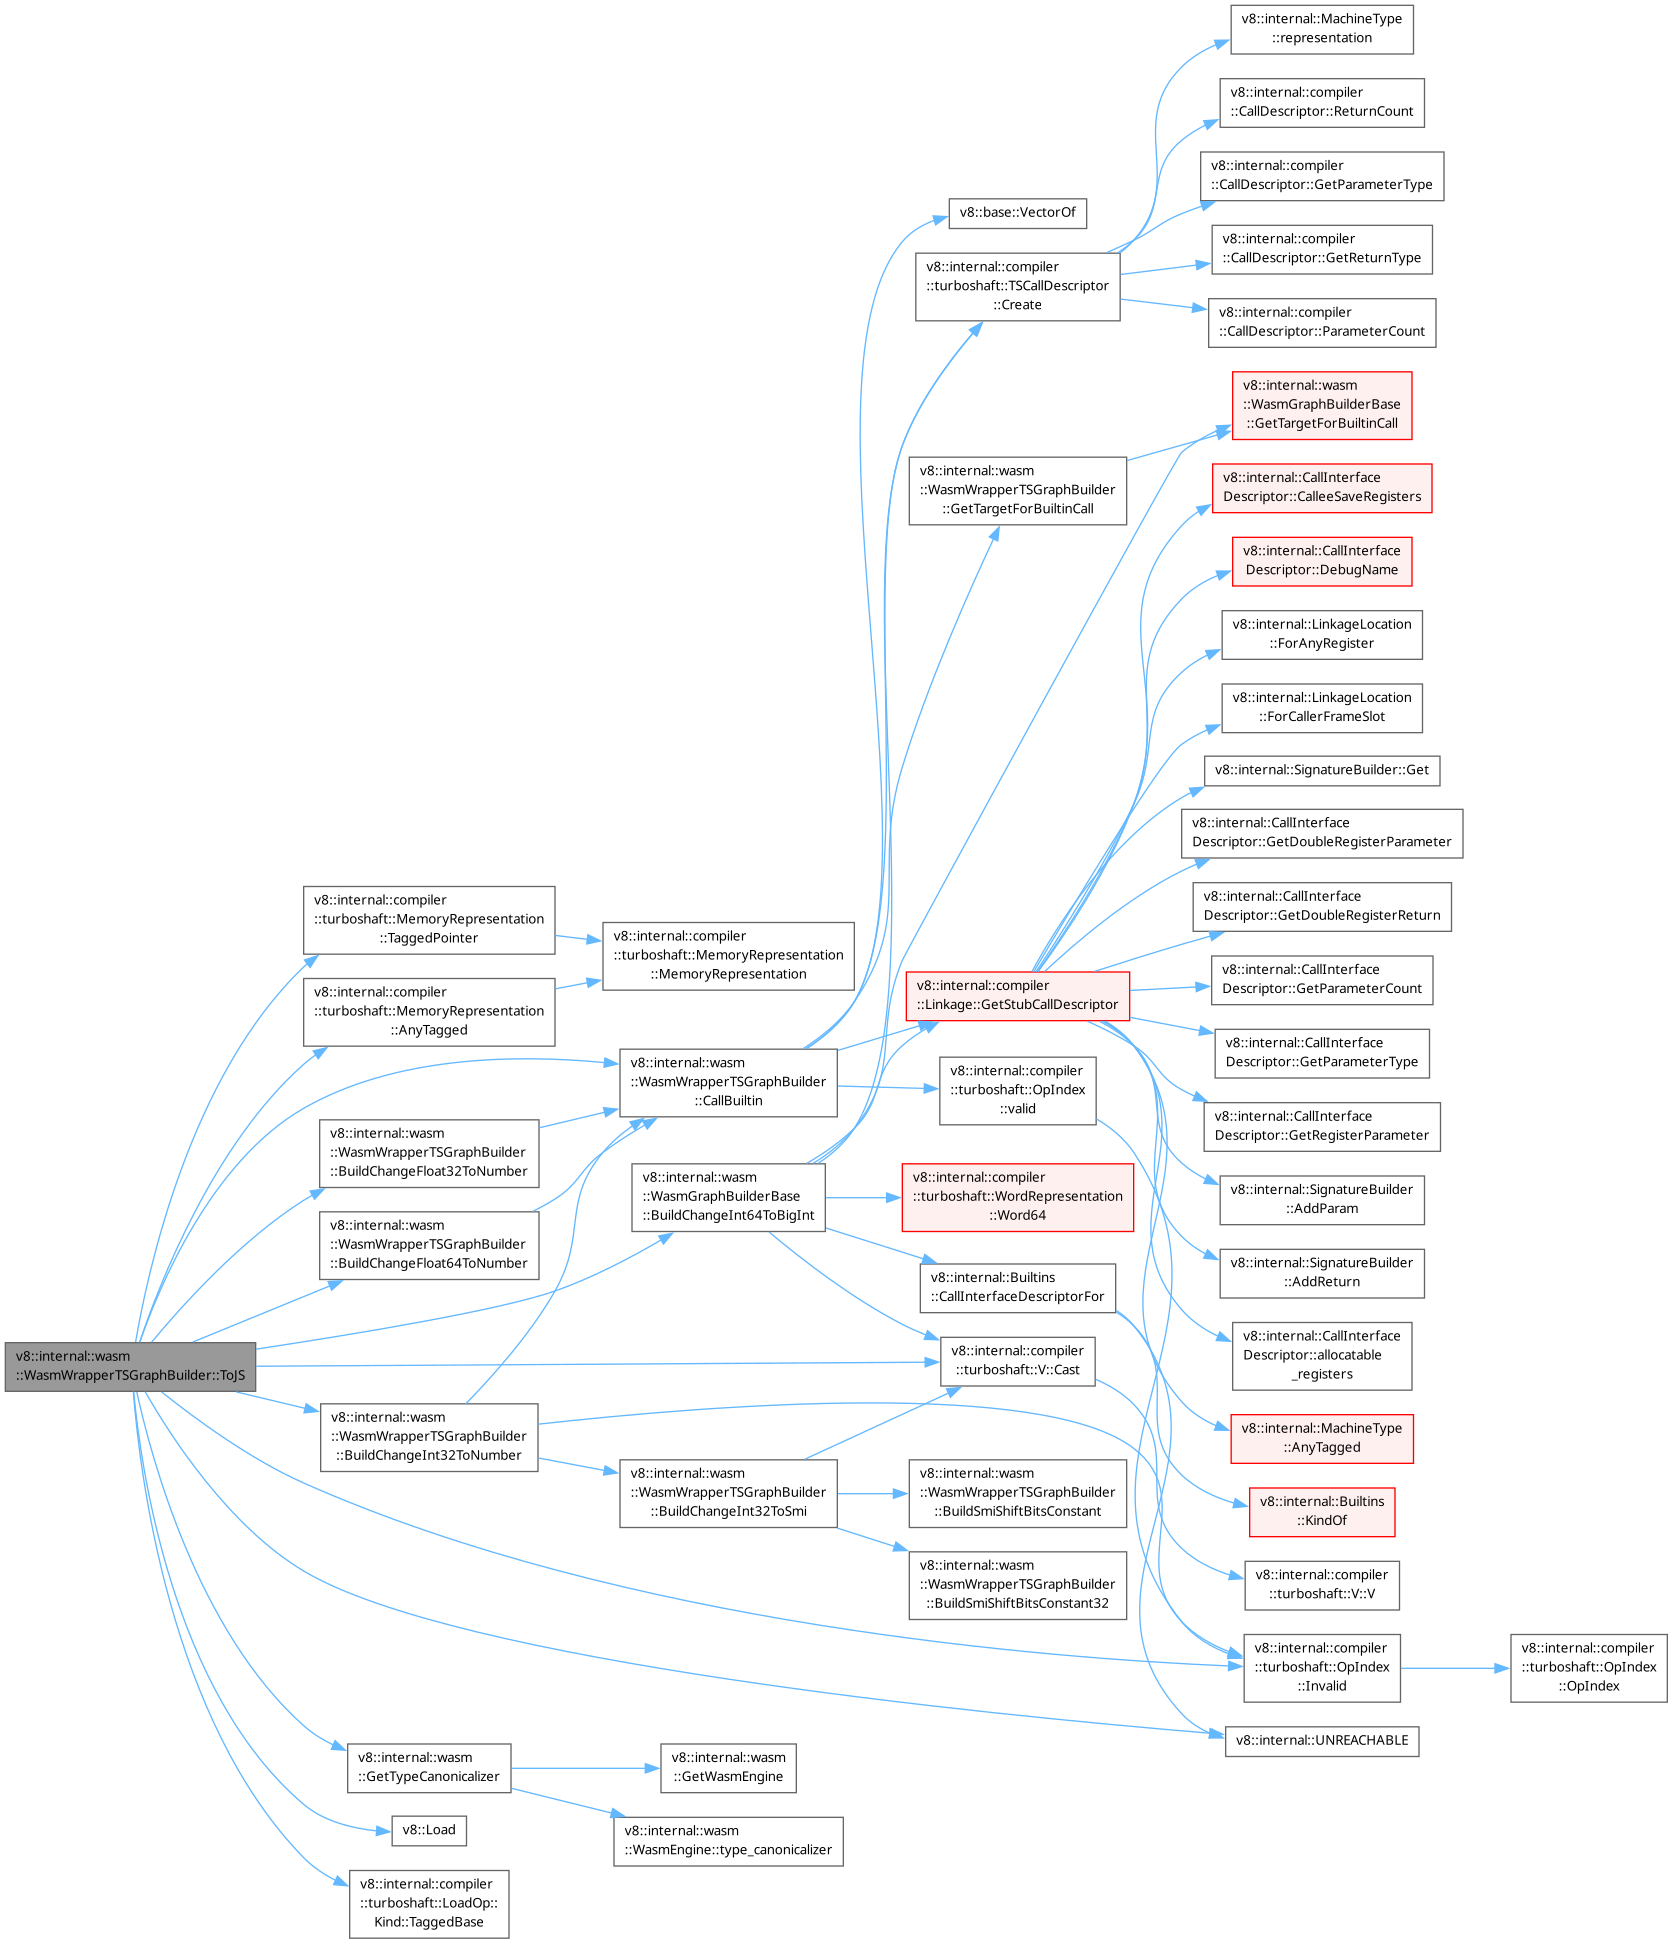 v8::internal::wasm
::WasmWrapperTSGraphBuilder::ToJS
v8::internal::compiler
::turboshaft::MemoryRepresentation
::TaggedPointer
v8::internal::compiler
::turboshaft::MemoryRepresentation
::AnyTagged
v8::internal::wasm
::WasmWrapperTSGraphBuilder
::BuildChangeFloat32ToNumber
v8::internal::wasm
::WasmWrapperTSGraphBuilder
::BuildChangeFloat64ToNumber
v8::internal::wasm
::WasmWrapperTSGraphBuilder
::BuildChangeInt32ToNumber
v8::internal::wasm
::GetTypeCanonicalizer
v8::Load
v8::internal::compiler
::turboshaft::LoadOp::
Kind::TaggedBase
v8::internal::compiler
::turboshaft::MemoryRepresentation
::MemoryRepresentation
v8::internal::wasm
::WasmWrapperTSGraphBuilder
::CallBuiltin
v8::internal::wasm
::WasmGraphBuilderBase
::BuildChangeInt64ToBigInt
v8::internal::wasm
::WasmWrapperTSGraphBuilder
::BuildChangeInt32ToSmi
v8::internal::wasm
::GetWasmEngine
v8::internal::wasm
::WasmEngine::type_canonicalizer
v8::base::VectorOf
v8::internal::compiler
::turboshaft::TSCallDescriptor
::Create
v8::internal::wasm
::WasmWrapperTSGraphBuilder
::GetTargetForBuiltinCall
v8::internal::compiler
::Linkage::GetStubCallDescriptor
v8::internal::compiler
::turboshaft::OpIndex
::valid
v8::internal::compiler
::turboshaft::WordRepresentation
::Word64
v8::internal::Builtins
::CallInterfaceDescriptorFor
v8::internal::compiler
::turboshaft::V::Cast
v8::internal::wasm
::WasmWrapperTSGraphBuilder
::BuildSmiShiftBitsConstant
v8::internal::wasm
::WasmWrapperTSGraphBuilder
::BuildSmiShiftBitsConstant32
v8::internal::MachineType
::representation
v8::internal::compiler
::CallDescriptor::ReturnCount
v8::internal::compiler
::CallDescriptor::GetParameterType
v8::internal::compiler
::CallDescriptor::GetReturnType
v8::internal::compiler
::CallDescriptor::ParameterCount
v8::internal::wasm
::WasmGraphBuilderBase
::GetTargetForBuiltinCall
v8::internal::CallInterface
Descriptor::CalleeSaveRegisters
v8::internal::CallInterface
Descriptor::DebugName
v8::internal::LinkageLocation
::ForAnyRegister
v8::internal::LinkageLocation
::ForCallerFrameSlot
v8::internal::SignatureBuilder::Get
v8::internal::CallInterface
Descriptor::GetDoubleRegisterParameter
v8::internal::CallInterface
Descriptor::GetDoubleRegisterReturn
v8::internal::CallInterface
Descriptor::GetParameterCount
v8::internal::CallInterface
Descriptor::GetParameterType
v8::internal::CallInterface
Descriptor::GetRegisterParameter
v8::internal::SignatureBuilder
::AddParam
v8::internal::SignatureBuilder
::AddReturn
v8::internal::CallInterface
Descriptor::allocatable
_registers
v8::internal::MachineType
::AnyTagged
v8::internal::Builtins
::KindOf
v8::internal::compiler
::turboshaft::V::V
v8::internal::compiler
::turboshaft::OpIndex
::Invalid
v8::internal::UNREACHABLE
v8::internal::compiler
::turboshaft::OpIndex
::OpIndex